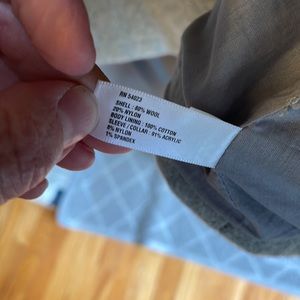 RN 54023
SHELL: 80% WOOL
20% NYLON
BODY LINING: 100% COTTON
SLEEVE / COLLAR: 91% ACRYLIC
8% NYLON
1% SPANDEX